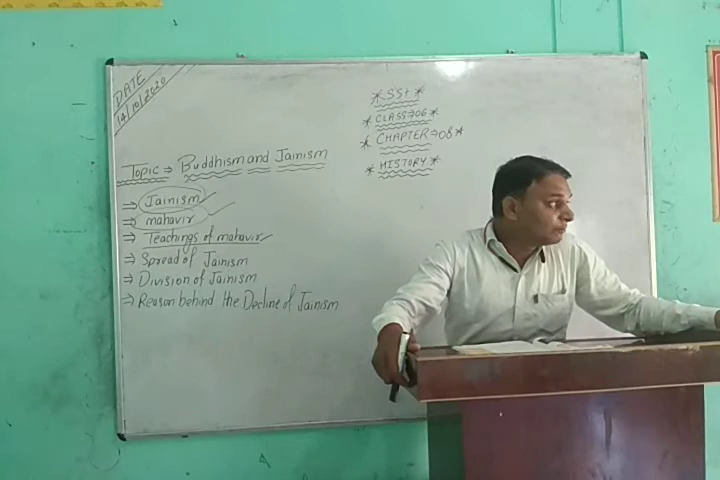 DATE
14/10/2020
*SSt*
* CLASS⇒06 *
* CHAPTER⇒08*
* HISTORY *
Topic ⇒ Buddhism and Jainism
⇒ Jainism
⇒ mahavir
⇒ Teachings of mahavir
⇒ Spread of Jainism
⇒ Division of Jainism
⇒ Reason behind the Decline of Jainism